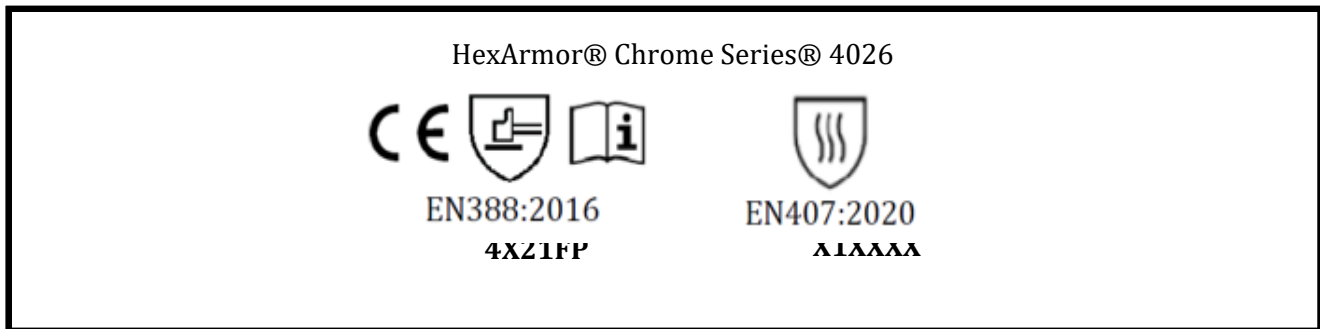 HexArmor® Chrome Series® 4026
CE i
EN388:2016 EN407:2020
4X21FP X1XXXX